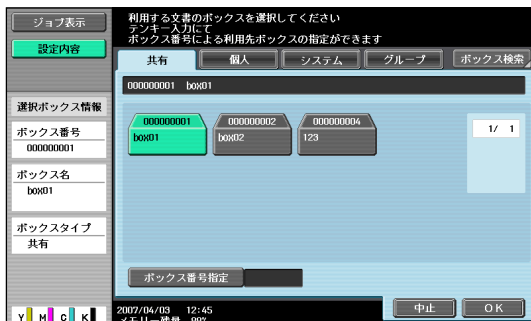 ジョブ表示
設定内容
利用する文書のボックスを選択してください
テンキー入力にて
ボックス番号による利用先ボックスの指定ができます
共有
個人
システム
グループ
ボックス検索
000000001 box01
選択ボックス情報
ボックス番号
000000001
ボックス名
box01
ボックスタイプ
共有
000000001
box01
000000002
box02
000000004
123
1/ 1
ボックス番号指定
2007/04/03 12:45
メモリー残量 99%
中止
OK
Y M C K